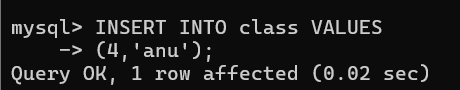 mysql> INSERT INTO class VALUES
    -> (4,'anu');
Query OK, 1 row affected (0.02 sec)